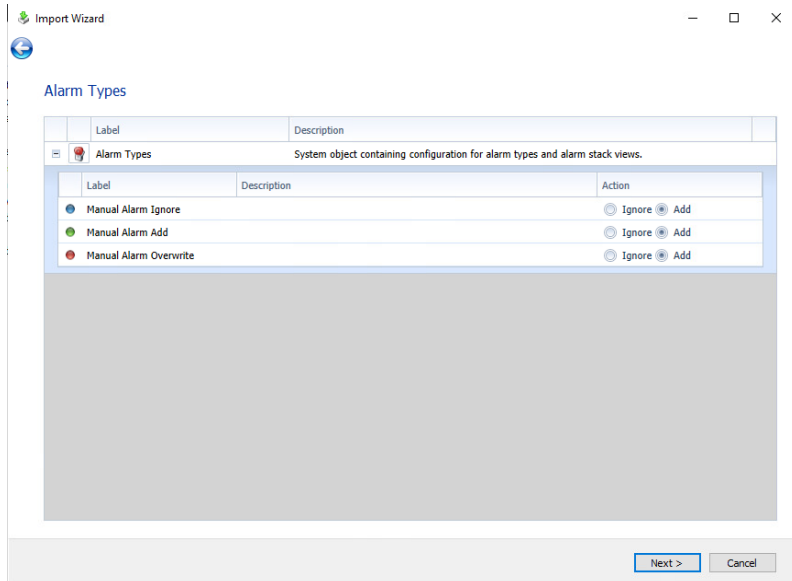 Import Wizard
Alarm Types
Label Description
Alarm Types System object containing configuration for alarm types and alarm stack views.
Label Description Action
Manual Alarm Ignore Ignore Add
Manual Alarm Add Ignore Add
Manual Alarm Overwrite Ignore Add
Next > Cancel